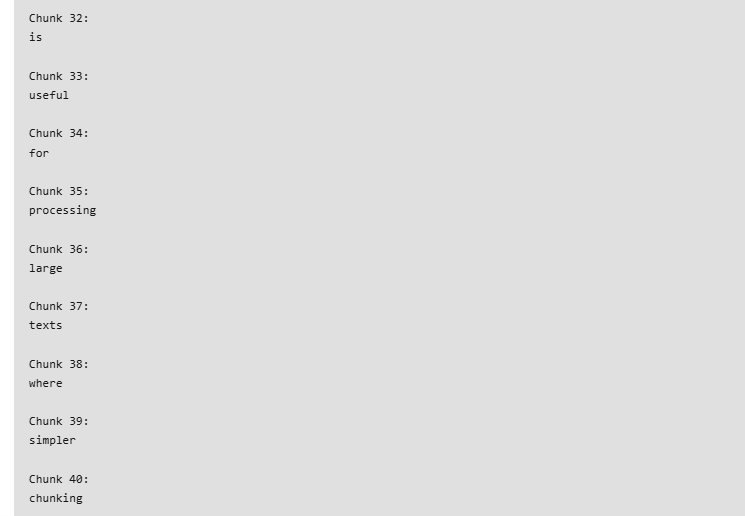 Chunk 32:
is
Chunk 33:
useful
Chunk 34:
for
Chunk 35:
processing
Chunk 36:
large
Chunk 37:
texts
Chunk 38:
where
Chunk 39:
simpler
Chunk 40:
chunking